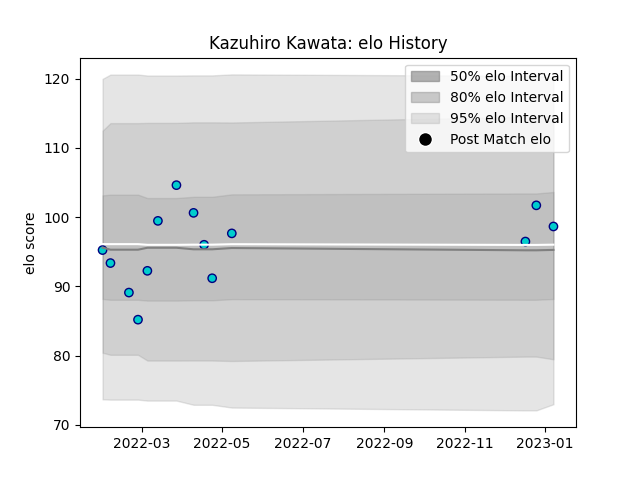 Kazuhiro Kawata: elo History
50% elo Interval
80% elo Interval
95% elo Interval
Post Match elo
elo score
120
110
100
90
80
70
2022-03
2022-05
2022-07
2022-09
2022-11
2023-01